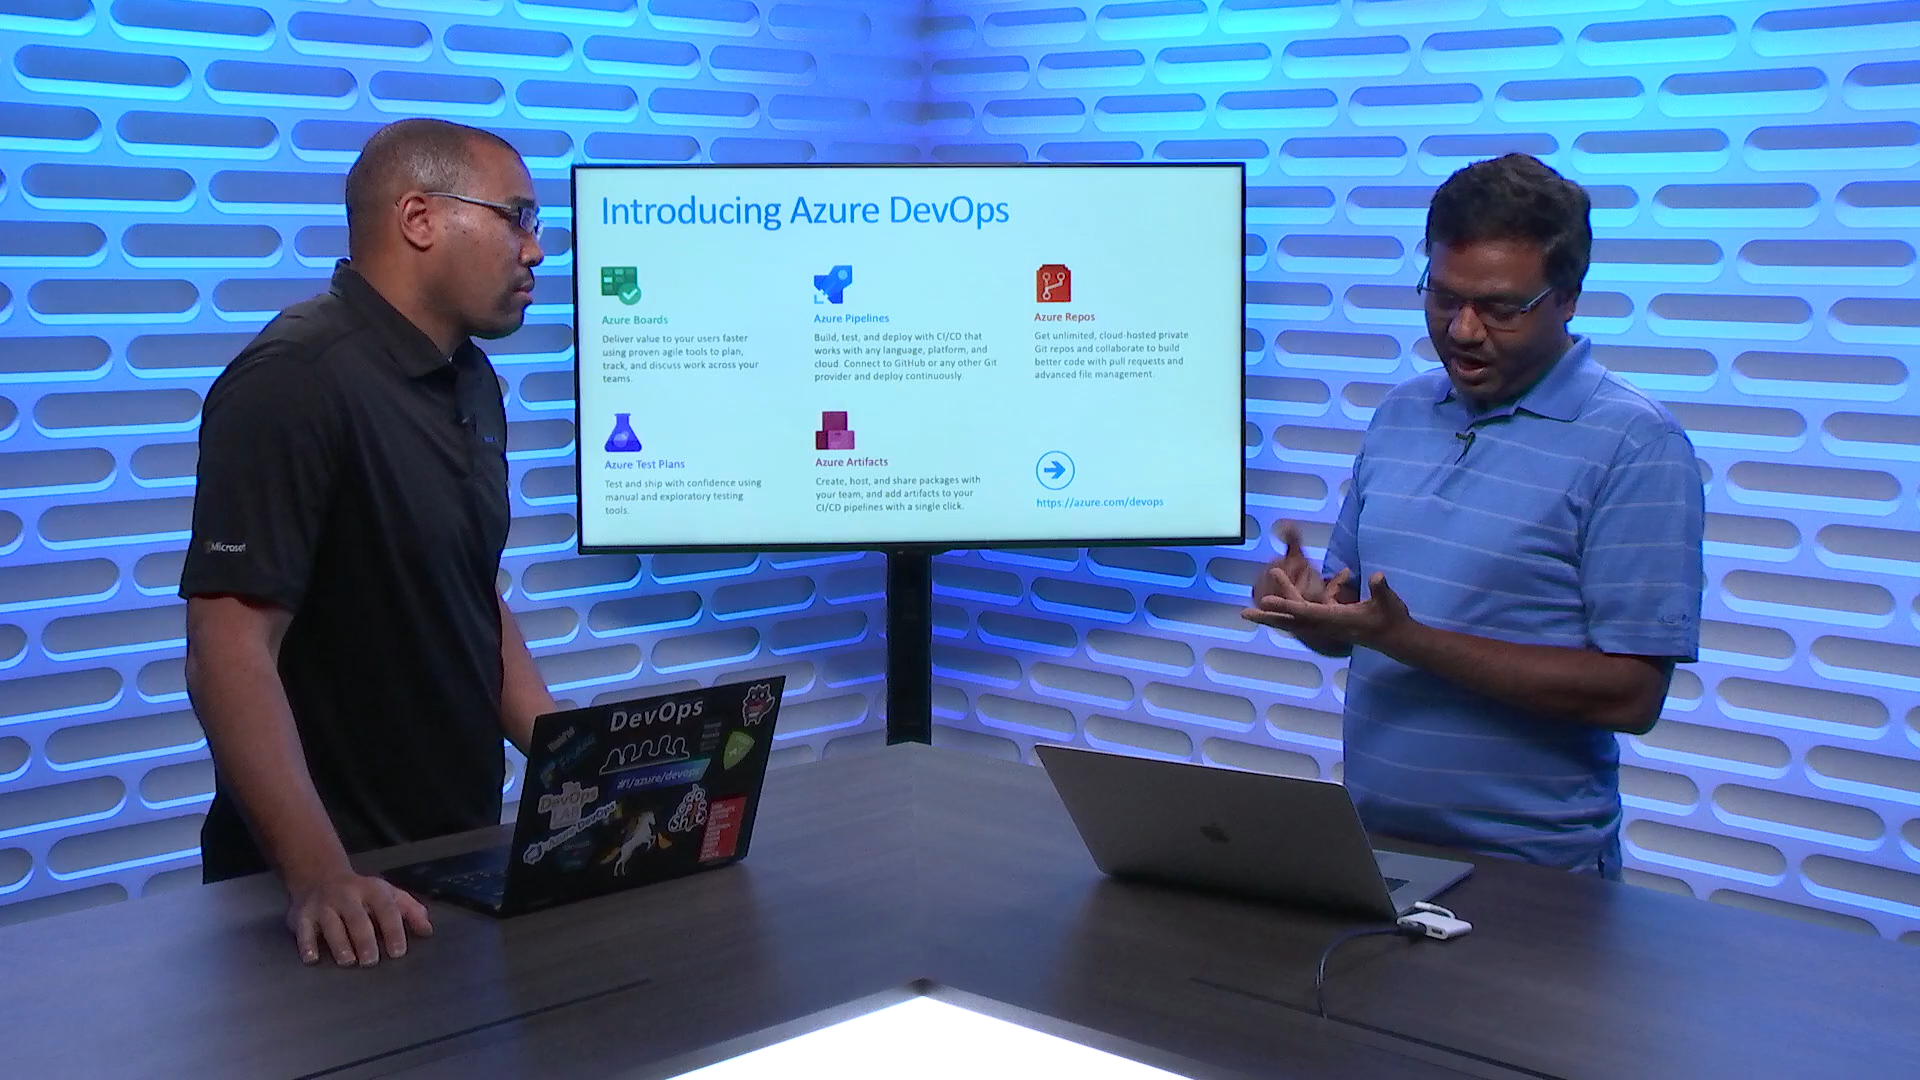 Introducing Azure DevOps
Azure Boards
Deliver value to your users faster
using proven agile tools to plan,
track, and discuss work across your
teams.
Azure Pipelines
Build, test, and deploy with CI/CD that
works with any language, platform, and
cloud. Connect to GitHub or any other Git
provider and deploy continuously.
Azure Repos
Get unlimited, cloud-hosted private
Git repos and collaborate to build
better code with pull requests and
advanced file management.
Azure Test Plans
Test and ship with confidence using
manual and exploratory testing
tools.
Azure Artifacts
Create, host, and share packages with
your team, and add artifacts to your
CI/CD pipelines with a single click.
https://azure.com/devops
Microsoft
DevOps
#1/azure/devops
DevOps
LAB
Azure DevOps